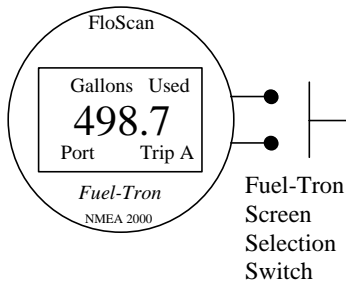 FloScan
Gallons Used
498.7
Port Trip A
Fuel-Tron
NMEA 2000
Fuel-Tron
Screen
Selection
Switch